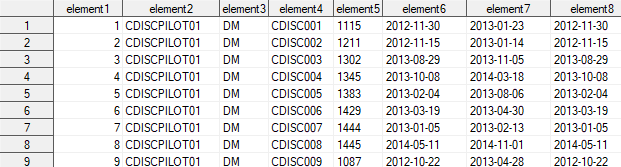 element1 element2 element3 element4 element5 element6 element7 element8
1 1 CDISCPILOT01 DM CDISC001 1115 2012-11-30 2013-01-23 2012-11-30
2 2 CDISCPILOT01 DM CDISC002 1211 2012-11-15 2013-01-14 2012-11-15
3 3 CDISCPILOT01 DM CDISC003 1302 2013-08-29 2013-11-05 2013-08-29
4 4 CDISCPILOT01 DM CDISC004 1345 2013-10-08 2014-03-18 2013-10-08
5 5 CDISCPILOT01 DM CDISC005 1383 2013-02-04 2013-08-06 2013-02-04
6 6 CDISCPILOT01 DM CDISC006 1429 2013-03-19 2013-04-30 2013-03-19
7 7 CDISCPILOT01 DM CDISC007 1444 2013-01-05 2013-02-13 2013-01-05
8 8 CDISCPILOT01 DM CDISC008 1445 2014-05-11 2014-11-01 2014-05-11
9 9 CDISCPILOT01 DM CDISC009 1087 2012-10-22 2013-04-28 2012-10-22